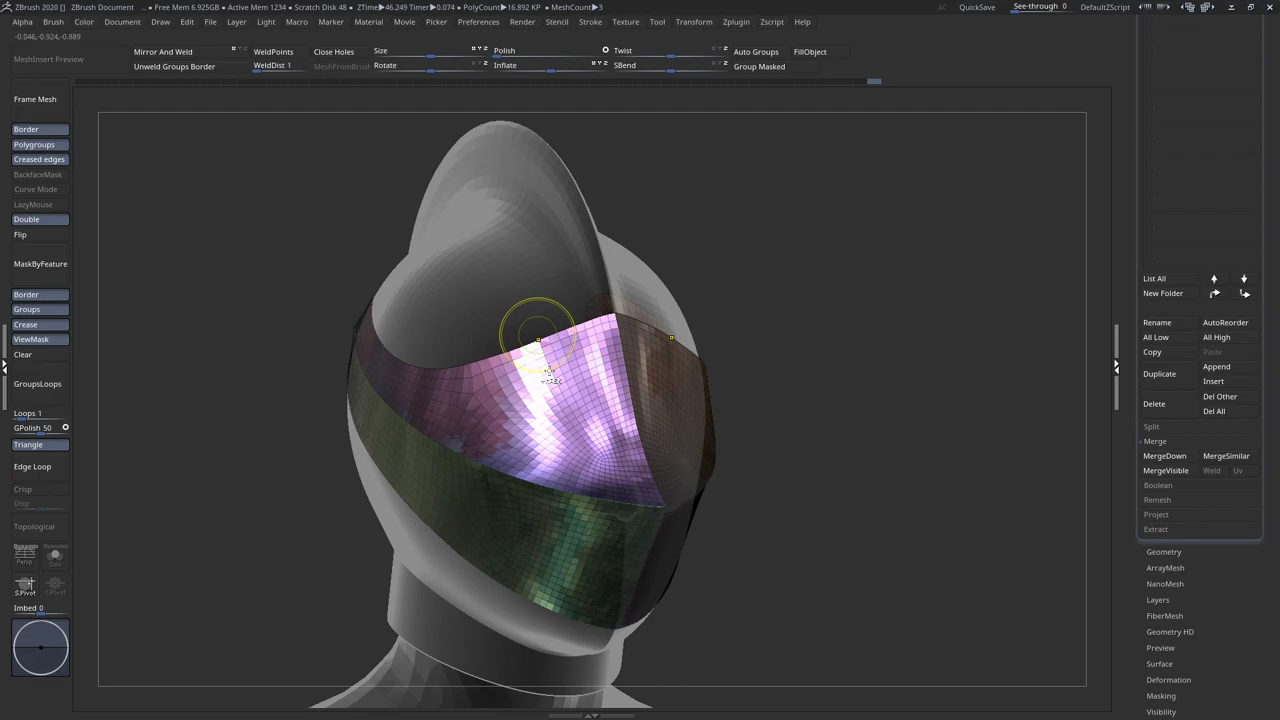 ZBrush 2020 [] ZBrush Document .. • Free Mem 6.925GB • Active Mem 1234 • Scratch Disk 48 • ZTime▶46.249 Timer▶0.074 • PolyCount▶16.892 KP • MeshCount▶3 AC QuickSave See-through 0 DefaultZScript
Alpha Brush Color Document Draw Edit File Layer Light Macro Marker Material Movie Picker Preferences Render Stencil Stroke Texture Tool Transform Zplugin Zscript Help
-0.046,-0.924,-0.889
MeshInsert Preview
Mirror And Weld WeldPoints Close Holes Size Polish Twist Auto Groups FillObject
Unweld Groups Border WeldDist 1 MeshFromBrush Rotate Inflate SBend Group Masked
Frame Mesh
Border
Polygroups
Creased edges
BackfaceMask
Curve Mode
LazyMouse
Double
Flip
MaskByFeature
Border
Groups
Crease
ViewMask
Clear
GroupsLoops
Loops 1
GPolish 50
Triangle
Edge Loop
Crisp
Disp
Topological
Dynamic Dynamic
Persp Solo
S.Pivot C.Pivot
Imbed 0
List All
New Folder
Rename AutoReorder
All Low All High
Copy Paste
Duplicate Append
Insert
Delete Del Other
Del All
Split
Merge
MergeDown MergeSimilar
MergeVisible Weld Uv
Boolean
Remesh
Project
Extract
Geometry
ArrayMesh
NanoMesh
Layers
FiberMesh
Geometry HD
Preview
Surface
Deformation
Masking
Visibility